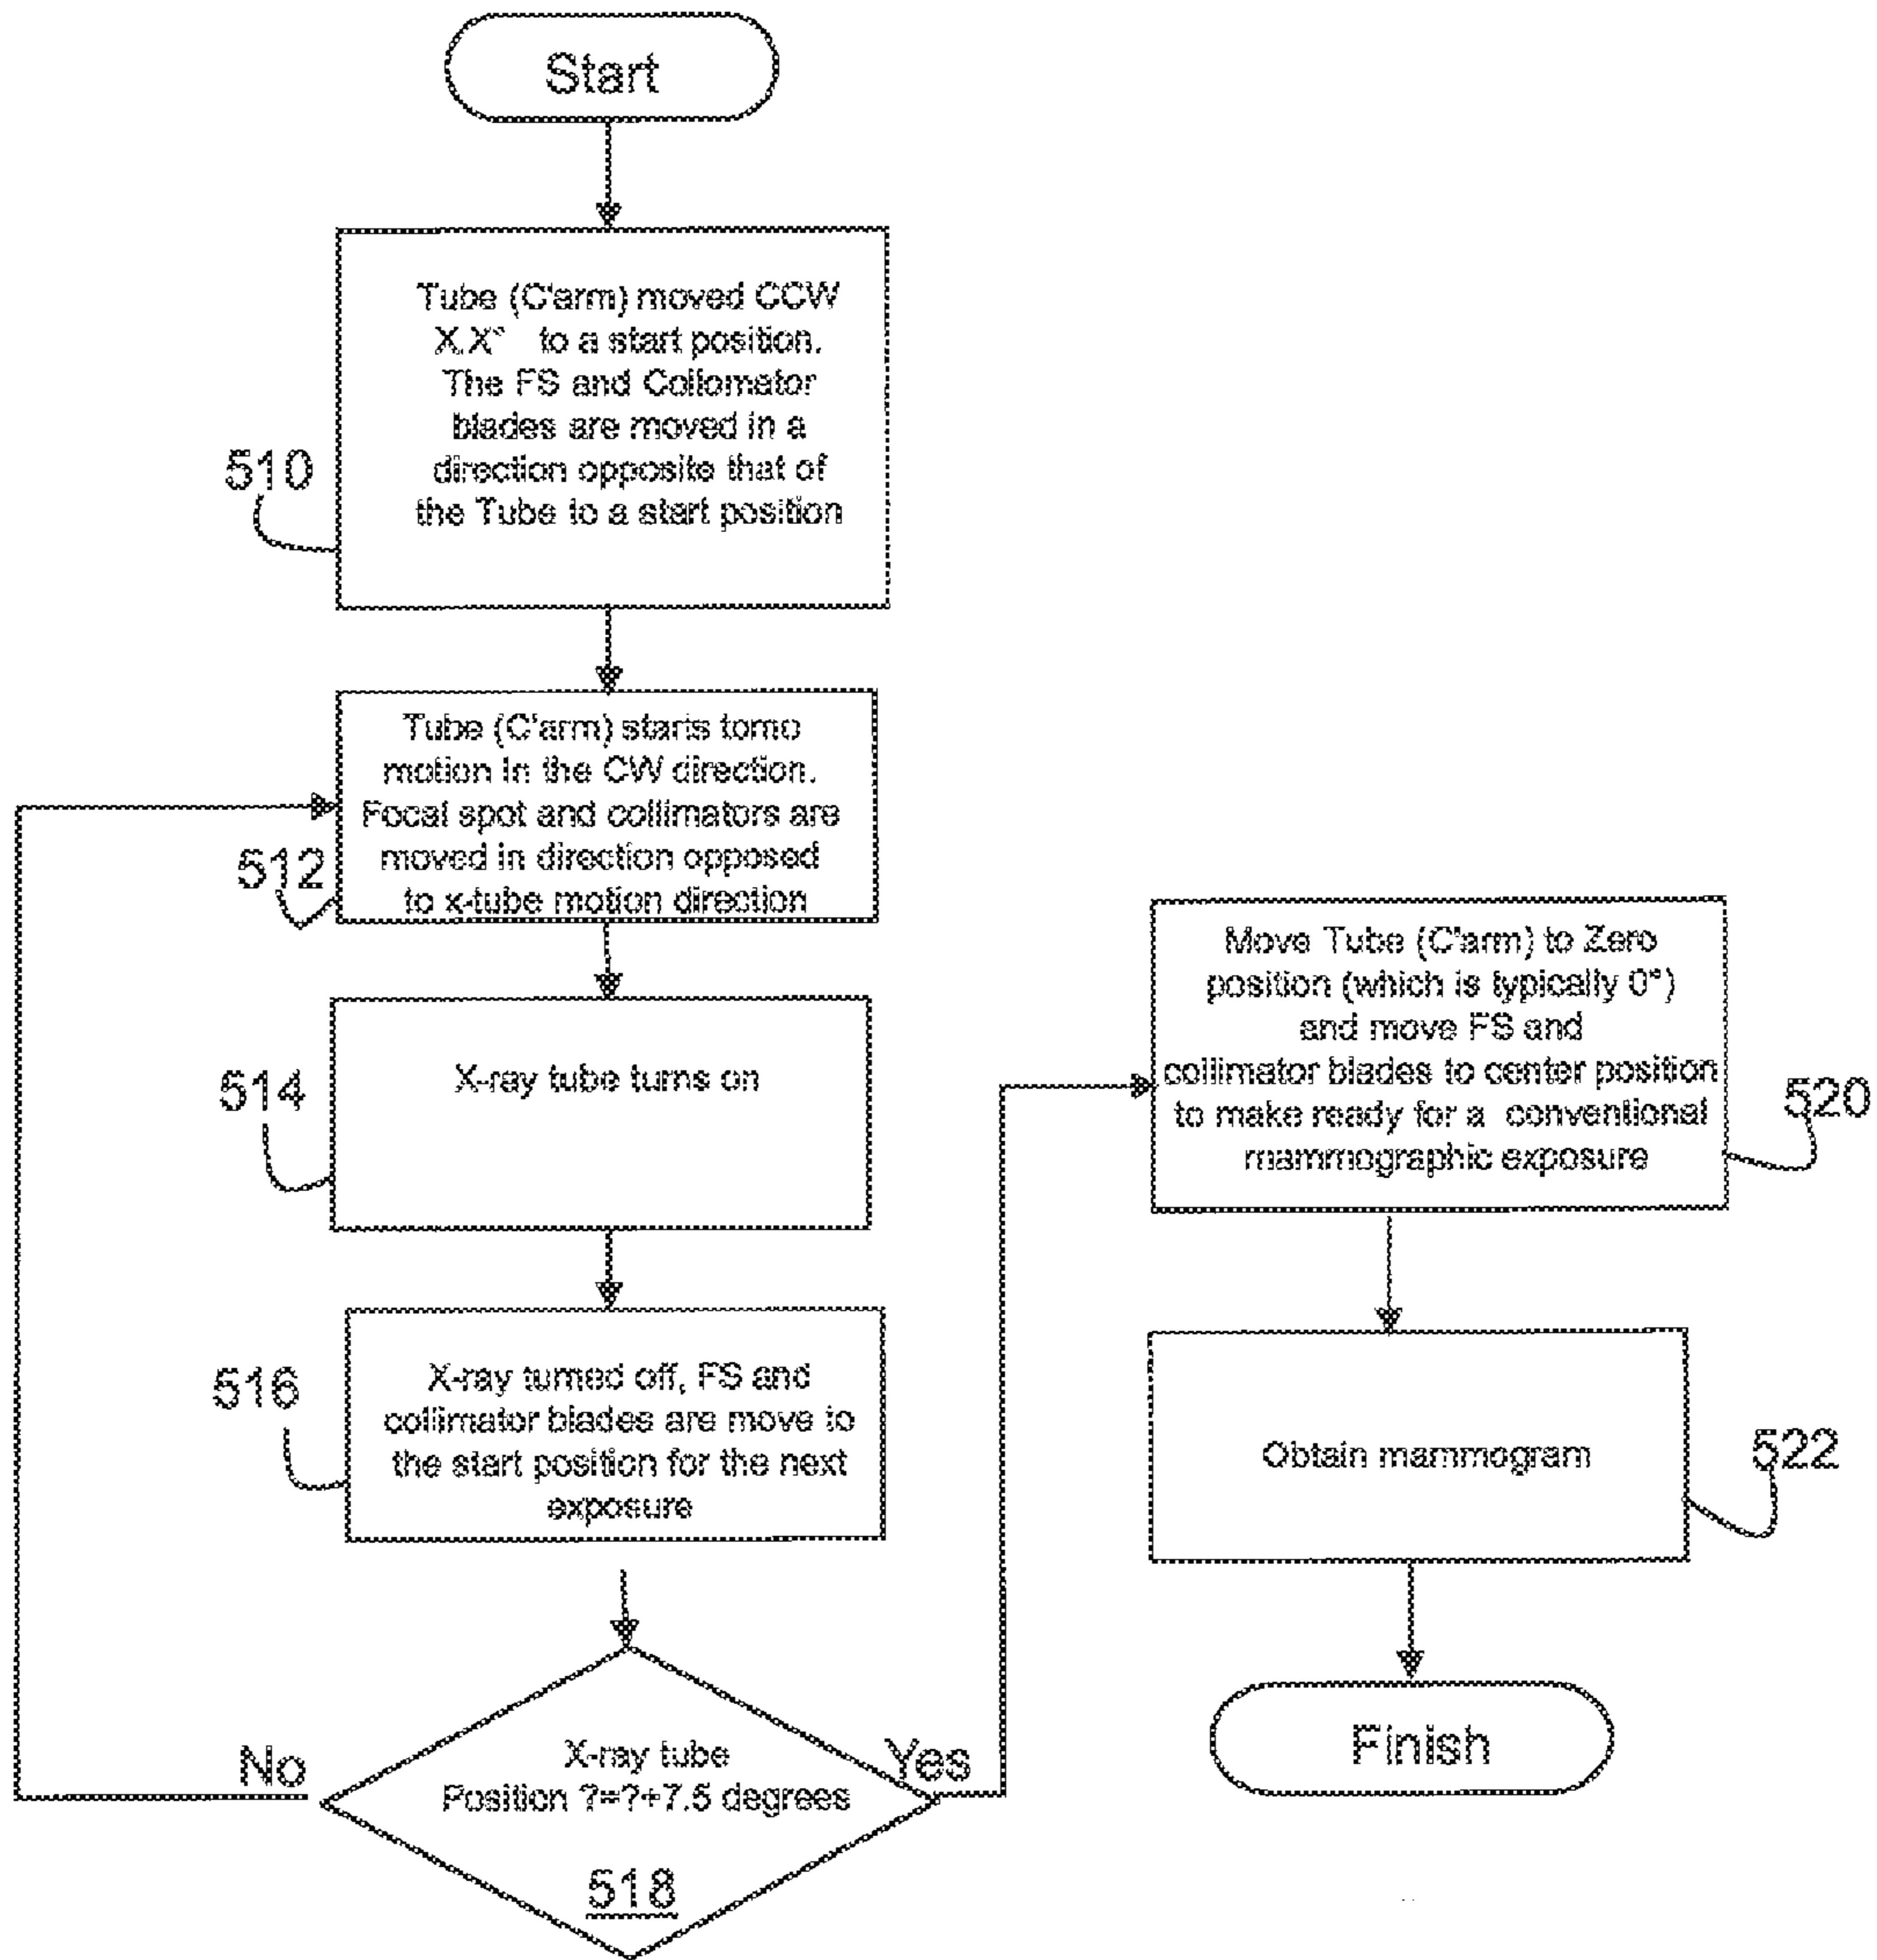 Start
Tube (C'arm) moved CCW
X.X° to a start position.
The FS and Collomator
blades are moved in a
direction opposite that of
the Tube to a start position
510
Tube (C'arm) starts tomo
motion in the CW direction.
Focal spot and collimators are
moved in direction opposed
to x-tube motion direction
512
X-ray tube turns on
514
X-ray turned off, FS and
collimator blades are move to
the start position for the next
exposure
516
X-ray tube
Position ?=?+7.5 degrees
518
No
Yes
Move Tube (C'arm) to Zero
position (which is typically 0°)
and move FS and
collimator blades to center position
to make ready for a conventional
mammographic exposure
520
Obtain mammogram
522
Finish